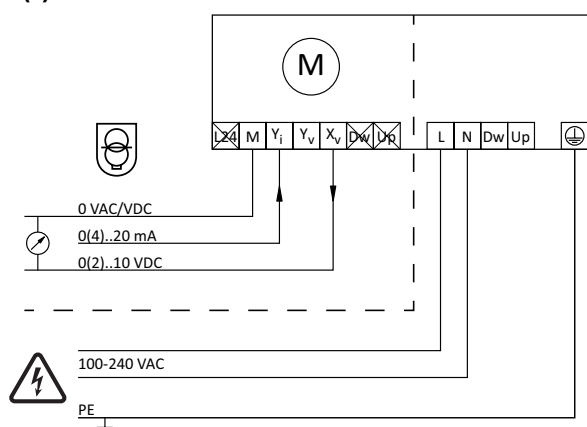 M
L24 M Yi Yv Xv Dw Up L N Dw Up
0 VAC/VDC
0(4)..20 mA
0(2)..10 VDC
100-240 VAC
PE